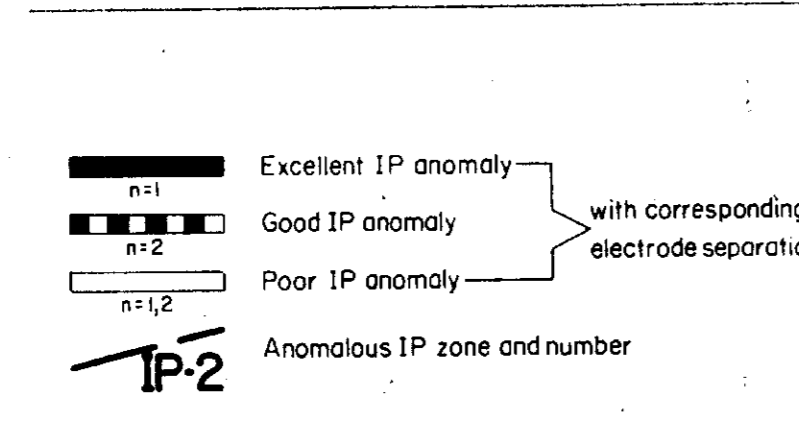 Excellent IP anomaly
n=1
Good IP anomaly
n=2
Poor IP anomaly
n=1,2
with corresponding
electrode separatio
IP-2
Anomalous IP zone and number